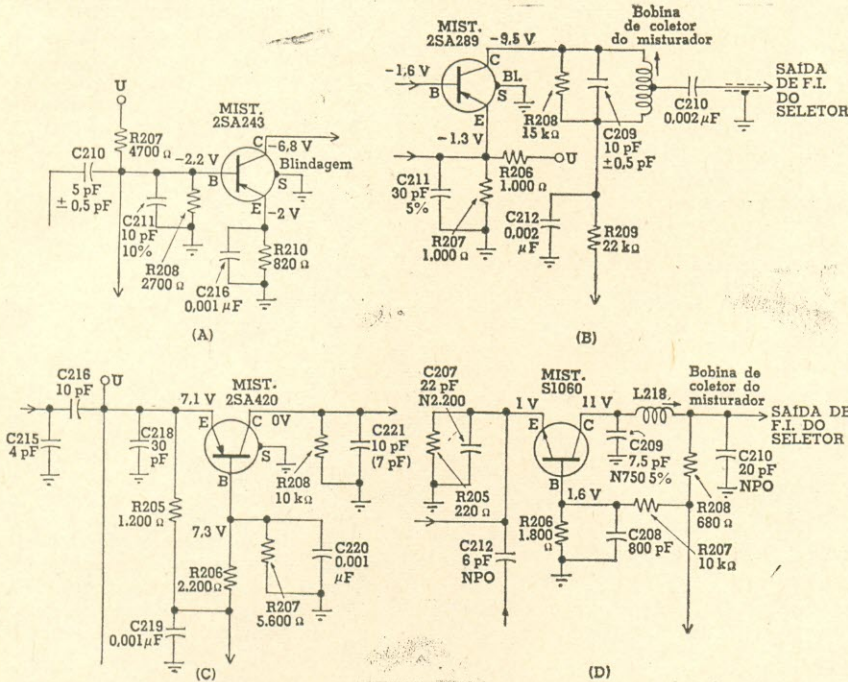 MIST.
2SA243
U
R207
4700 Ω
C210
5 pF
± 0,5 pF
-2,2 V
B
C
-6,8 V
Blindagem
S
E
-2 V
C211
10 pF
10%
R208
2700 Ω
C216
0,001 µF
R210
820 Ω
(A)
MIST.
2SA289
-9,5 V
Bobina
de coletor
do misturador
-1,6 V
B
C
BL
S
E
-1,3 V
R208
15 kΩ
C209
10 pF
±0,5 pF
C210
0,002 µF
SAÍDA
DE F.I.
DO
SELETOR
R206
1.000 Ω
U
C211
30 pF
5%
R207
1.000 Ω
C212
0,002
µF
R209
22 kΩ
(B)
C216
10 pF
U
MIST.
2SA420
7,1 V
E
C
0V
S
B
C215
4 pF
C218
30
pF
R208
10 kΩ
C221
10 pF
(7 pF)
R205
1.200 Ω
7,3 V
R206
2.200Ω
C220
0,001
µF
R207
5.600 Ω
C219
0,001µF
(C)
C207
22 pF
N2.200
MIST.
S1060
1 V
11 V
E
C
B
L218
Bobina de
coletor do
misturador
SAÍDA DE
F.I. DO
SELETOR
C209
7,5 pF
N750 5%
C210
20 pF
NPO
R205
220 Ω
1,6 V
R208
680 Ω
R206
1.800
Ω
C208
800 pF
R207
10 kΩ
C212
6 pF
NPO
(D)